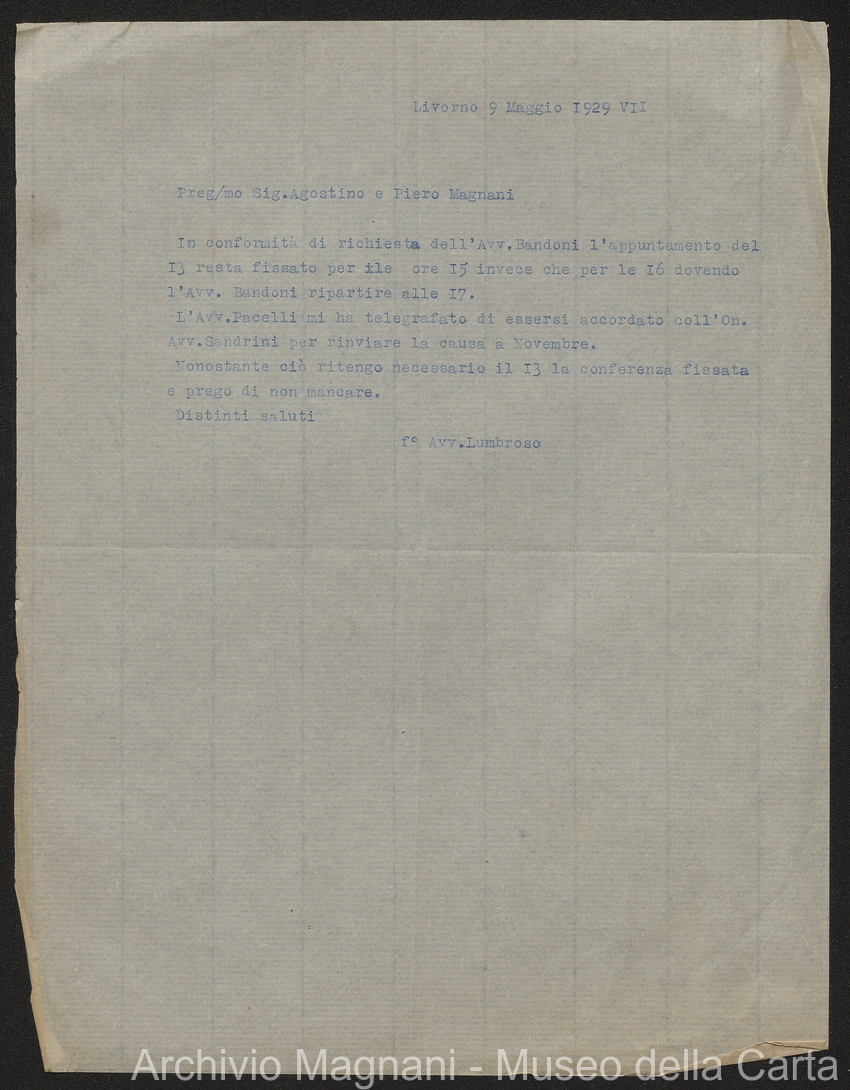 Livorno 9 Maggio I929 VII
Preg/mo Sig.Agostino e Piero Magnani
In conformità di richiesta dell'Avv.Bandoni l'appuntamento del
I3 resta fissato per ile ore I5 invece che per le I6 dovendo
l'Avv. Bandoni ripartire alle I7.
L'Avv.Pacelli mi ha telegrafato di essersi accordato coll'On.
Avv.Sandrini per rinviare la causa a Novembre.
Nonostante ciò ritengo necessario il I3 la conferenza fissata
e prego di non mancare.
Distinti saluti
f° Avv.Lumbroso
Archivio Magnani - Museo della Carta